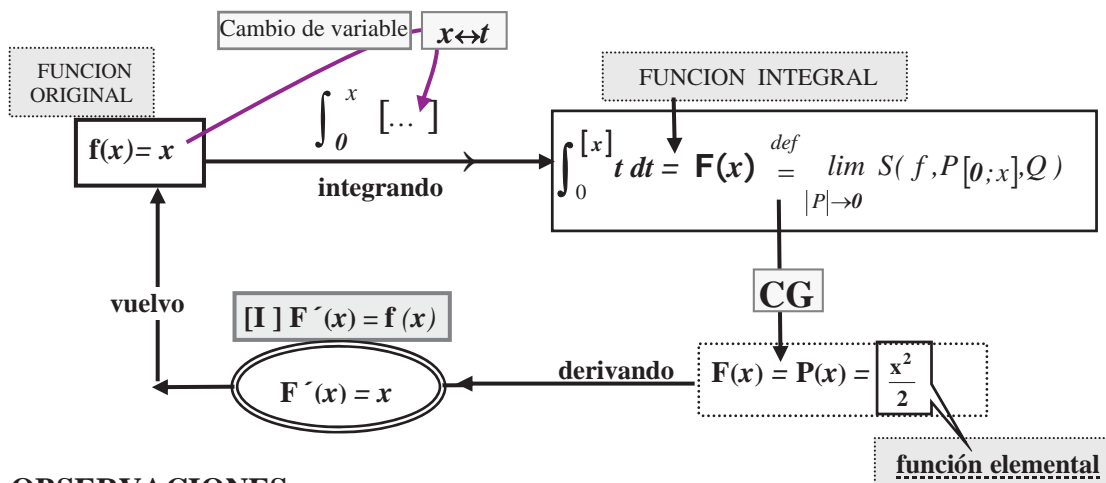 Cambio de variable
x↔t
FUNCION
ORIGINAL
FUNCION INTEGRAL
∫₀ˣ […]
f(x)= x
integrando
∫₀^[x] t dt = F(x) =^def lim_{|P|→0} S( f ,P[0;x],Q )
CG
vuelvo
[I ] F ´(x) = f (x)
F ´(x) = x
derivando
F(x) = P(x) = x²/2
función elemental